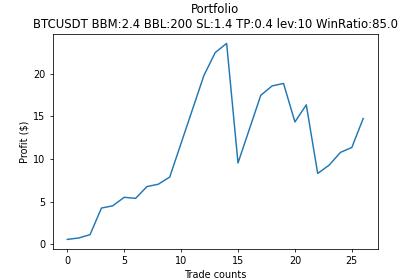 Portfolio
BTCUSDT BBM:2.4 BBL:200 SL:1.4 TP:0.4 lev:10 WinRatio:85.0
20
15
10
5
0
Profit ($)
0 5 10 15 20 25
Trade counts